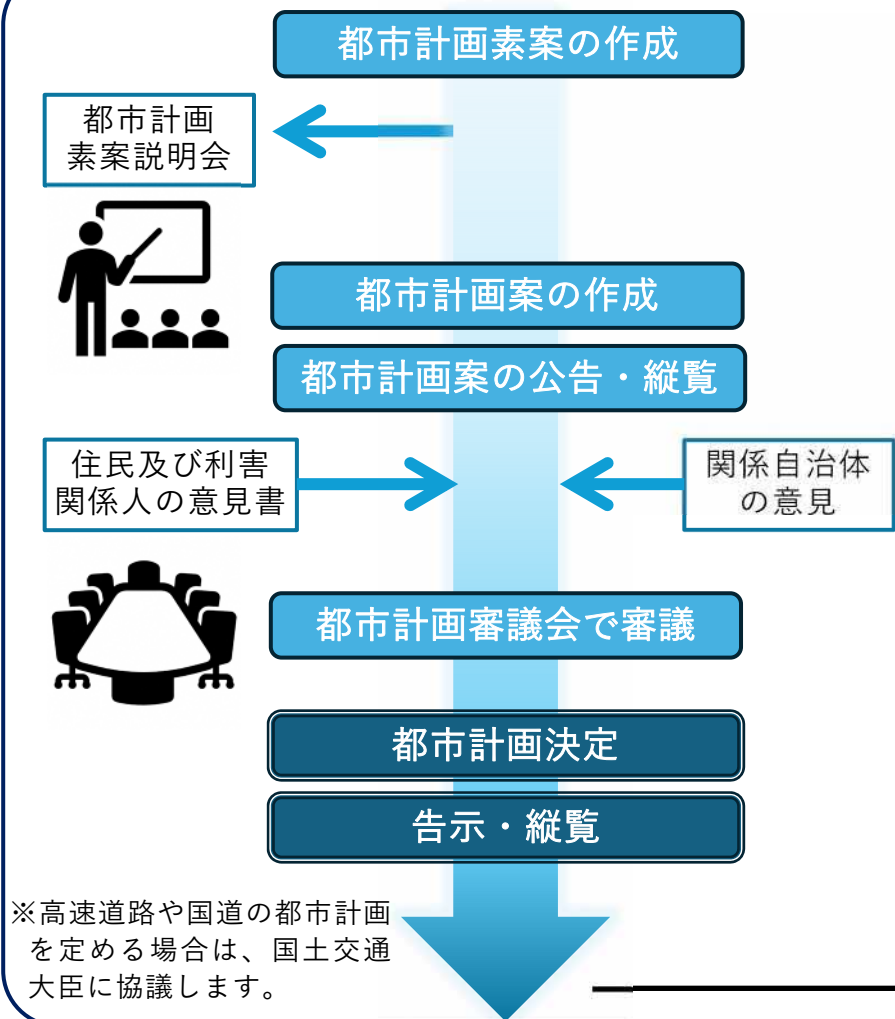 都市計画素案の作成
都市計画
素案説明会
都市計画案の作成
都市計画案の公告・縦覧
住民及び利害
関係人の意見書
関係自治体
の意見
都市計画審議会で審議
都市計画決定
告示・縦覧
※高速道路や国道の都市計画
を定める場合は、国土交通
大臣に協議します。